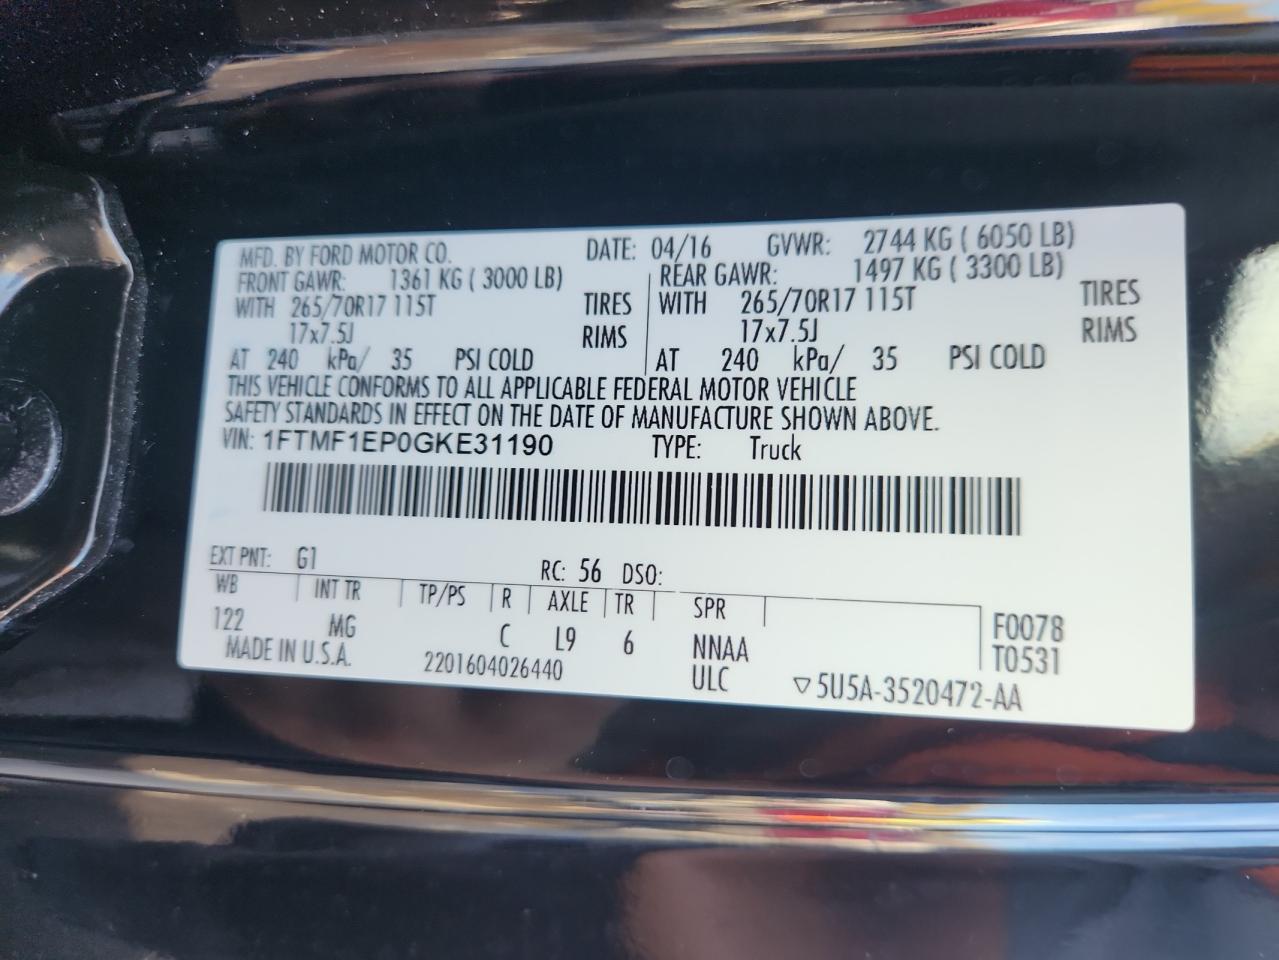 MFD. BY FORD MOTOR CO. DATE: 04/16 GVWR: 2744 KG ( 6050 LB)
FRONT GAWR: 1361 KG ( 3000 LB) REAR GAWR: 1497 KG ( 3300 LB)
WITH 265/70R17 115T TIRES WITH 265/70R17 115T TIRES
17x7.5J RIMS 17x7.5J RIMS
AT 240 kPa/ 35 PSI COLD AT 240 kPa/ 35 PSI COLD
THIS VEHICLE CONFORMS TO ALL APPLICABLE FEDERAL MOTOR VEHICLE
SAFETY STANDARDS IN EFFECT ON THE DATE OF MANUFACTURE SHOWN ABOVE.
VIN: 1FTMF1EP0GKE31190 TYPE: Truck
EXT PNT: G1 RC: 56 DSO:
WB INT TR TP/PS R AXLE TR SPR F0078
122 MG C L9 6 NNAA T0531
MADE IN U.S.A. 2201604026440 ULC ▽5U5A-3520472-AA